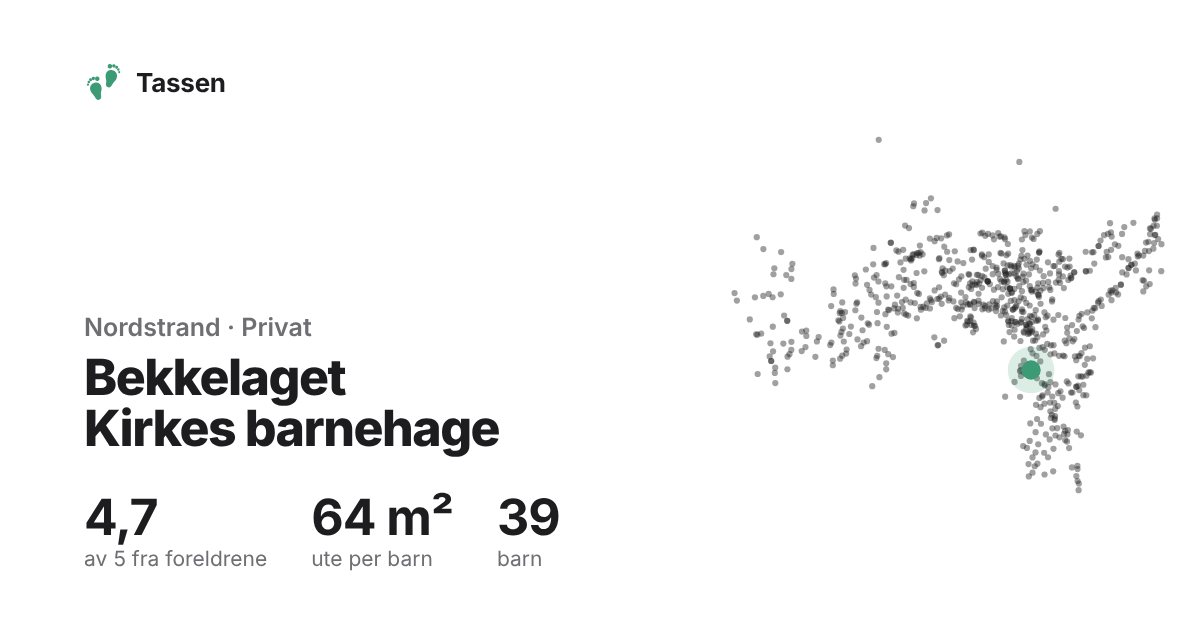 Tassen
Nordstrand · Privat
Bekkelaget
Kirkes barnehage
4,7
av 5 fra foreldrene
64 m²
ute per barn
39
barn